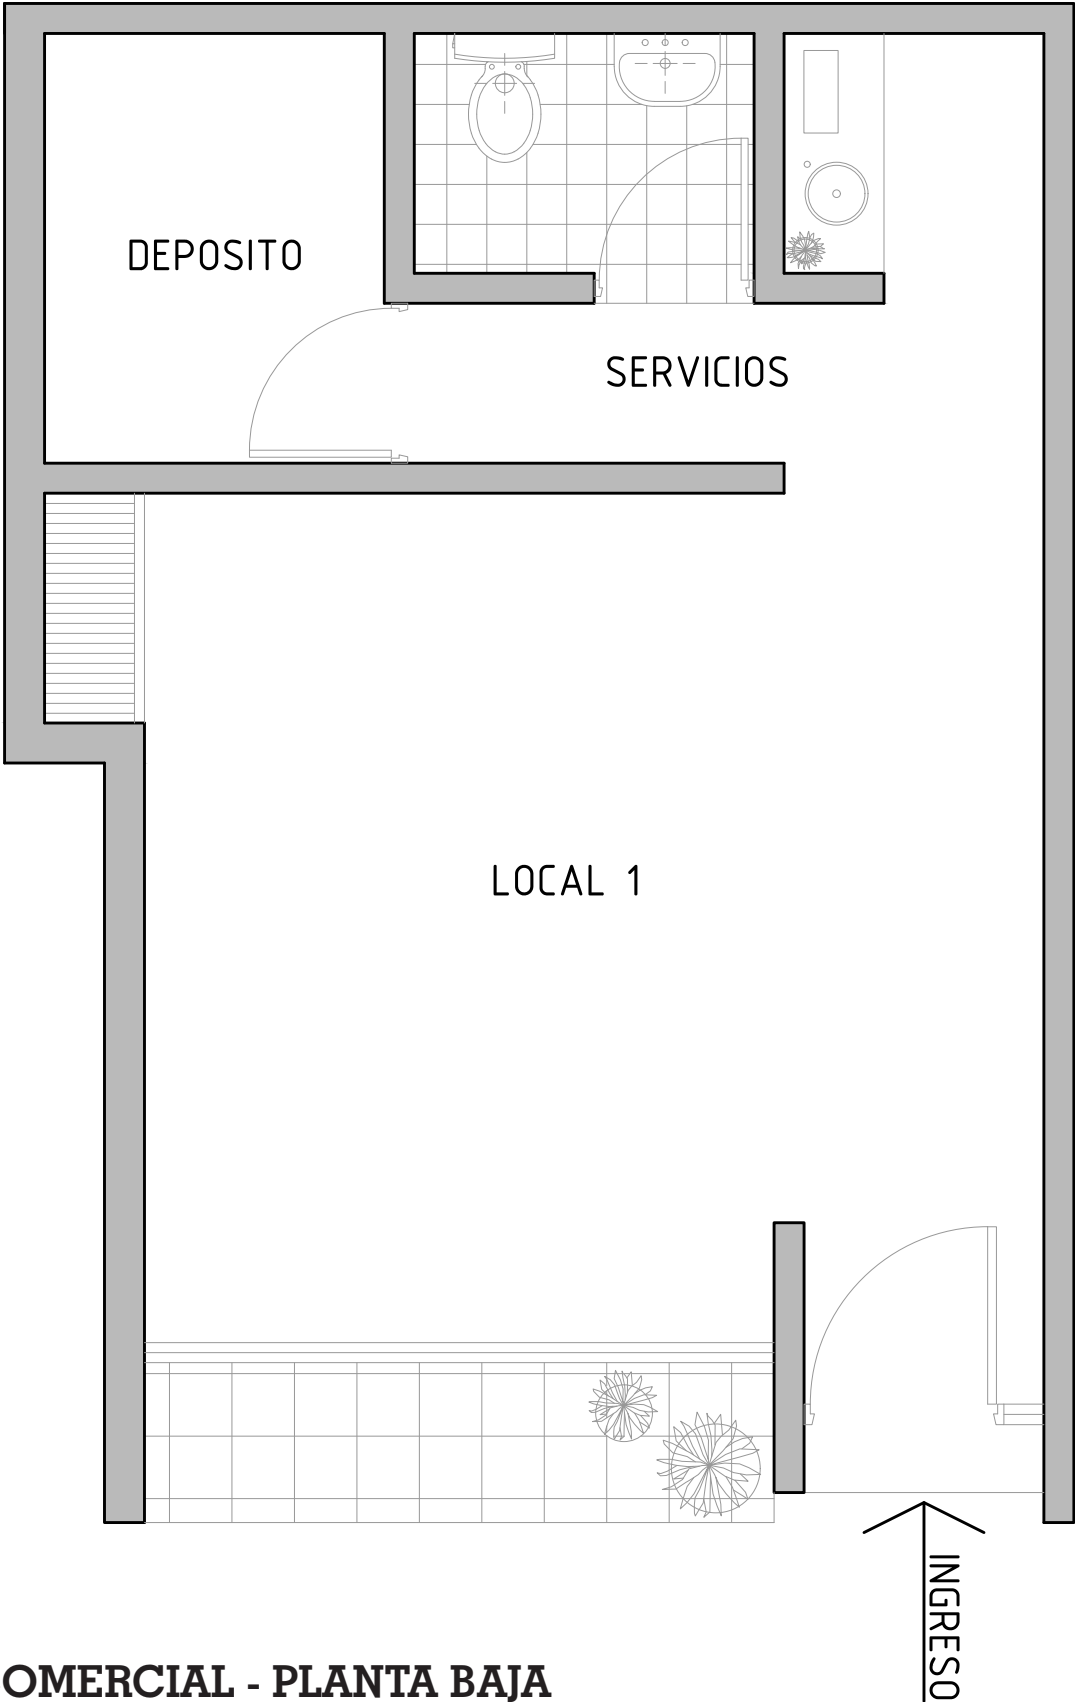 DEPOSITO
SERVICIOS
LOCAL 1
INGRESO
OMERCIAL - PLANTA BAJA